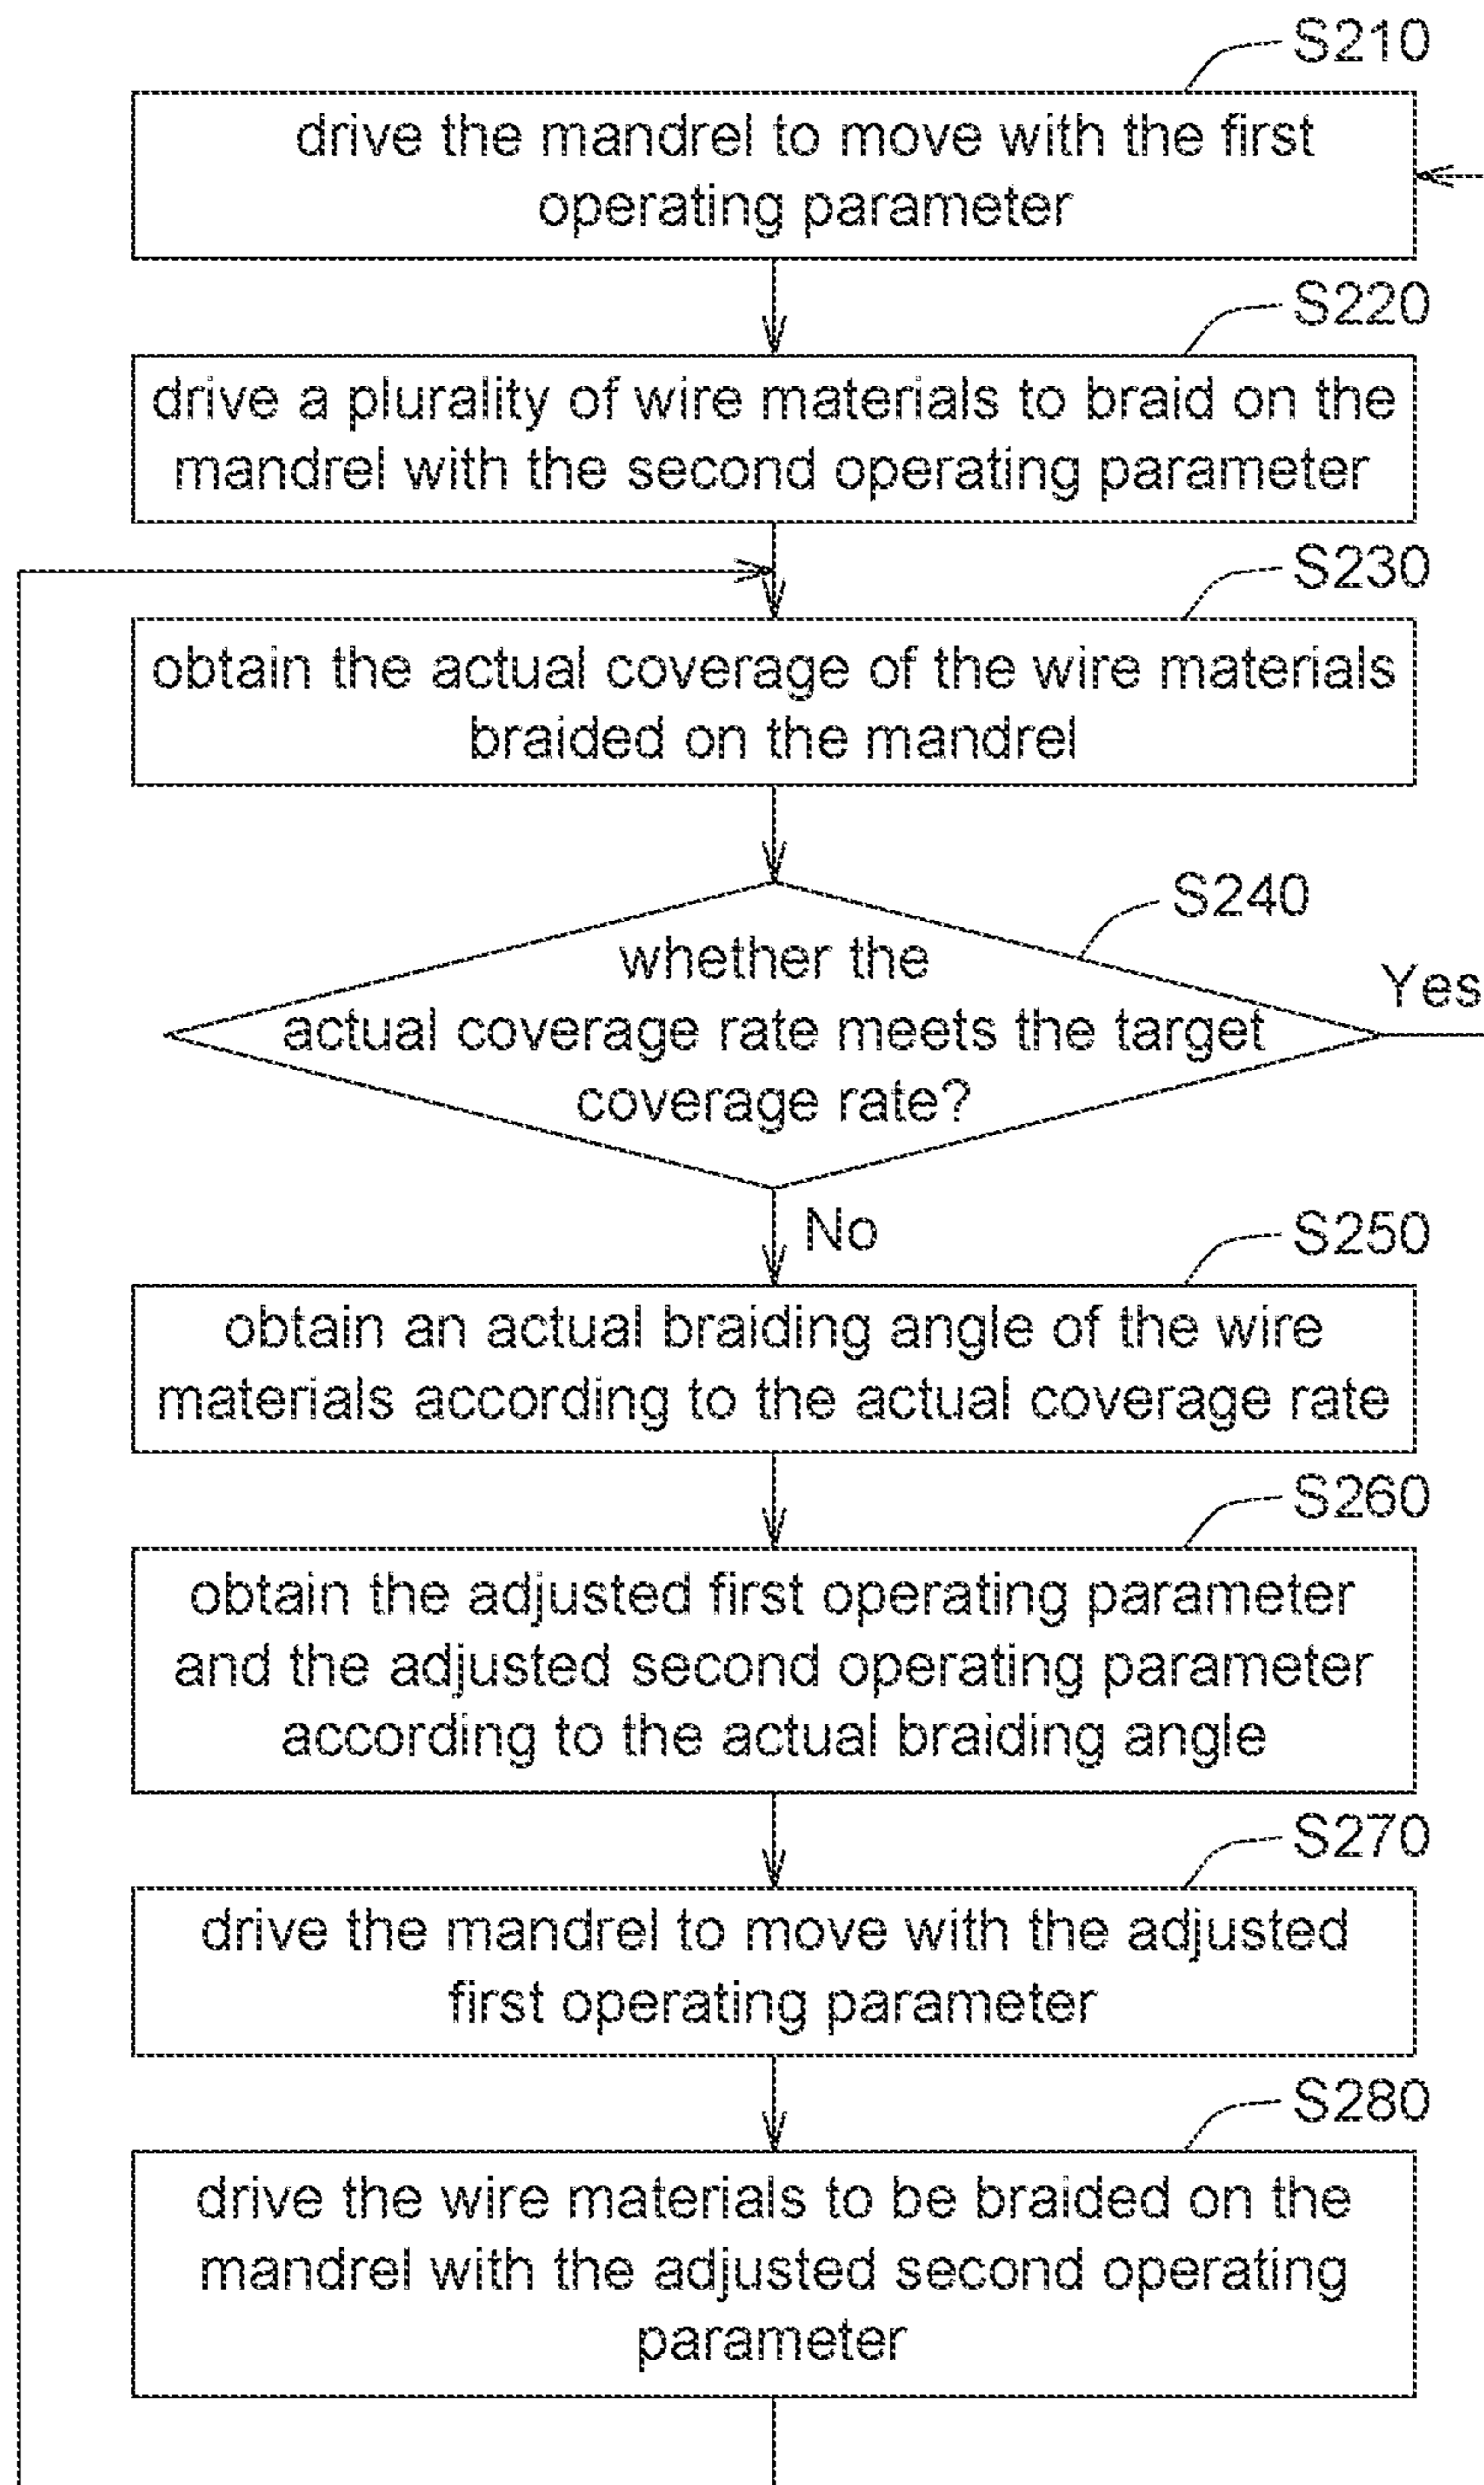 S210
drive the mandrel to move with the first
operating parameter
S220
drive a plurality of wire materials to braid on the
mandrel with the second operating parameter
S230
obtain the actual coverage of the wire materials
braided on the mandrel
S240
whether the
actual coverage rate meets the target
coverage rate?
Yes
No
S250
obtain an actual braiding angle of the wire
materials according to the actual coverage rate
S260
obtain the adjusted first operating parameter
and the adjusted second operating parameter
according to the actual braiding angle
S270
drive the mandrel to move with the adjusted
first operating parameter
S280
drive the wire materials to be braided on the
mandrel with the adjusted second operating
parameter